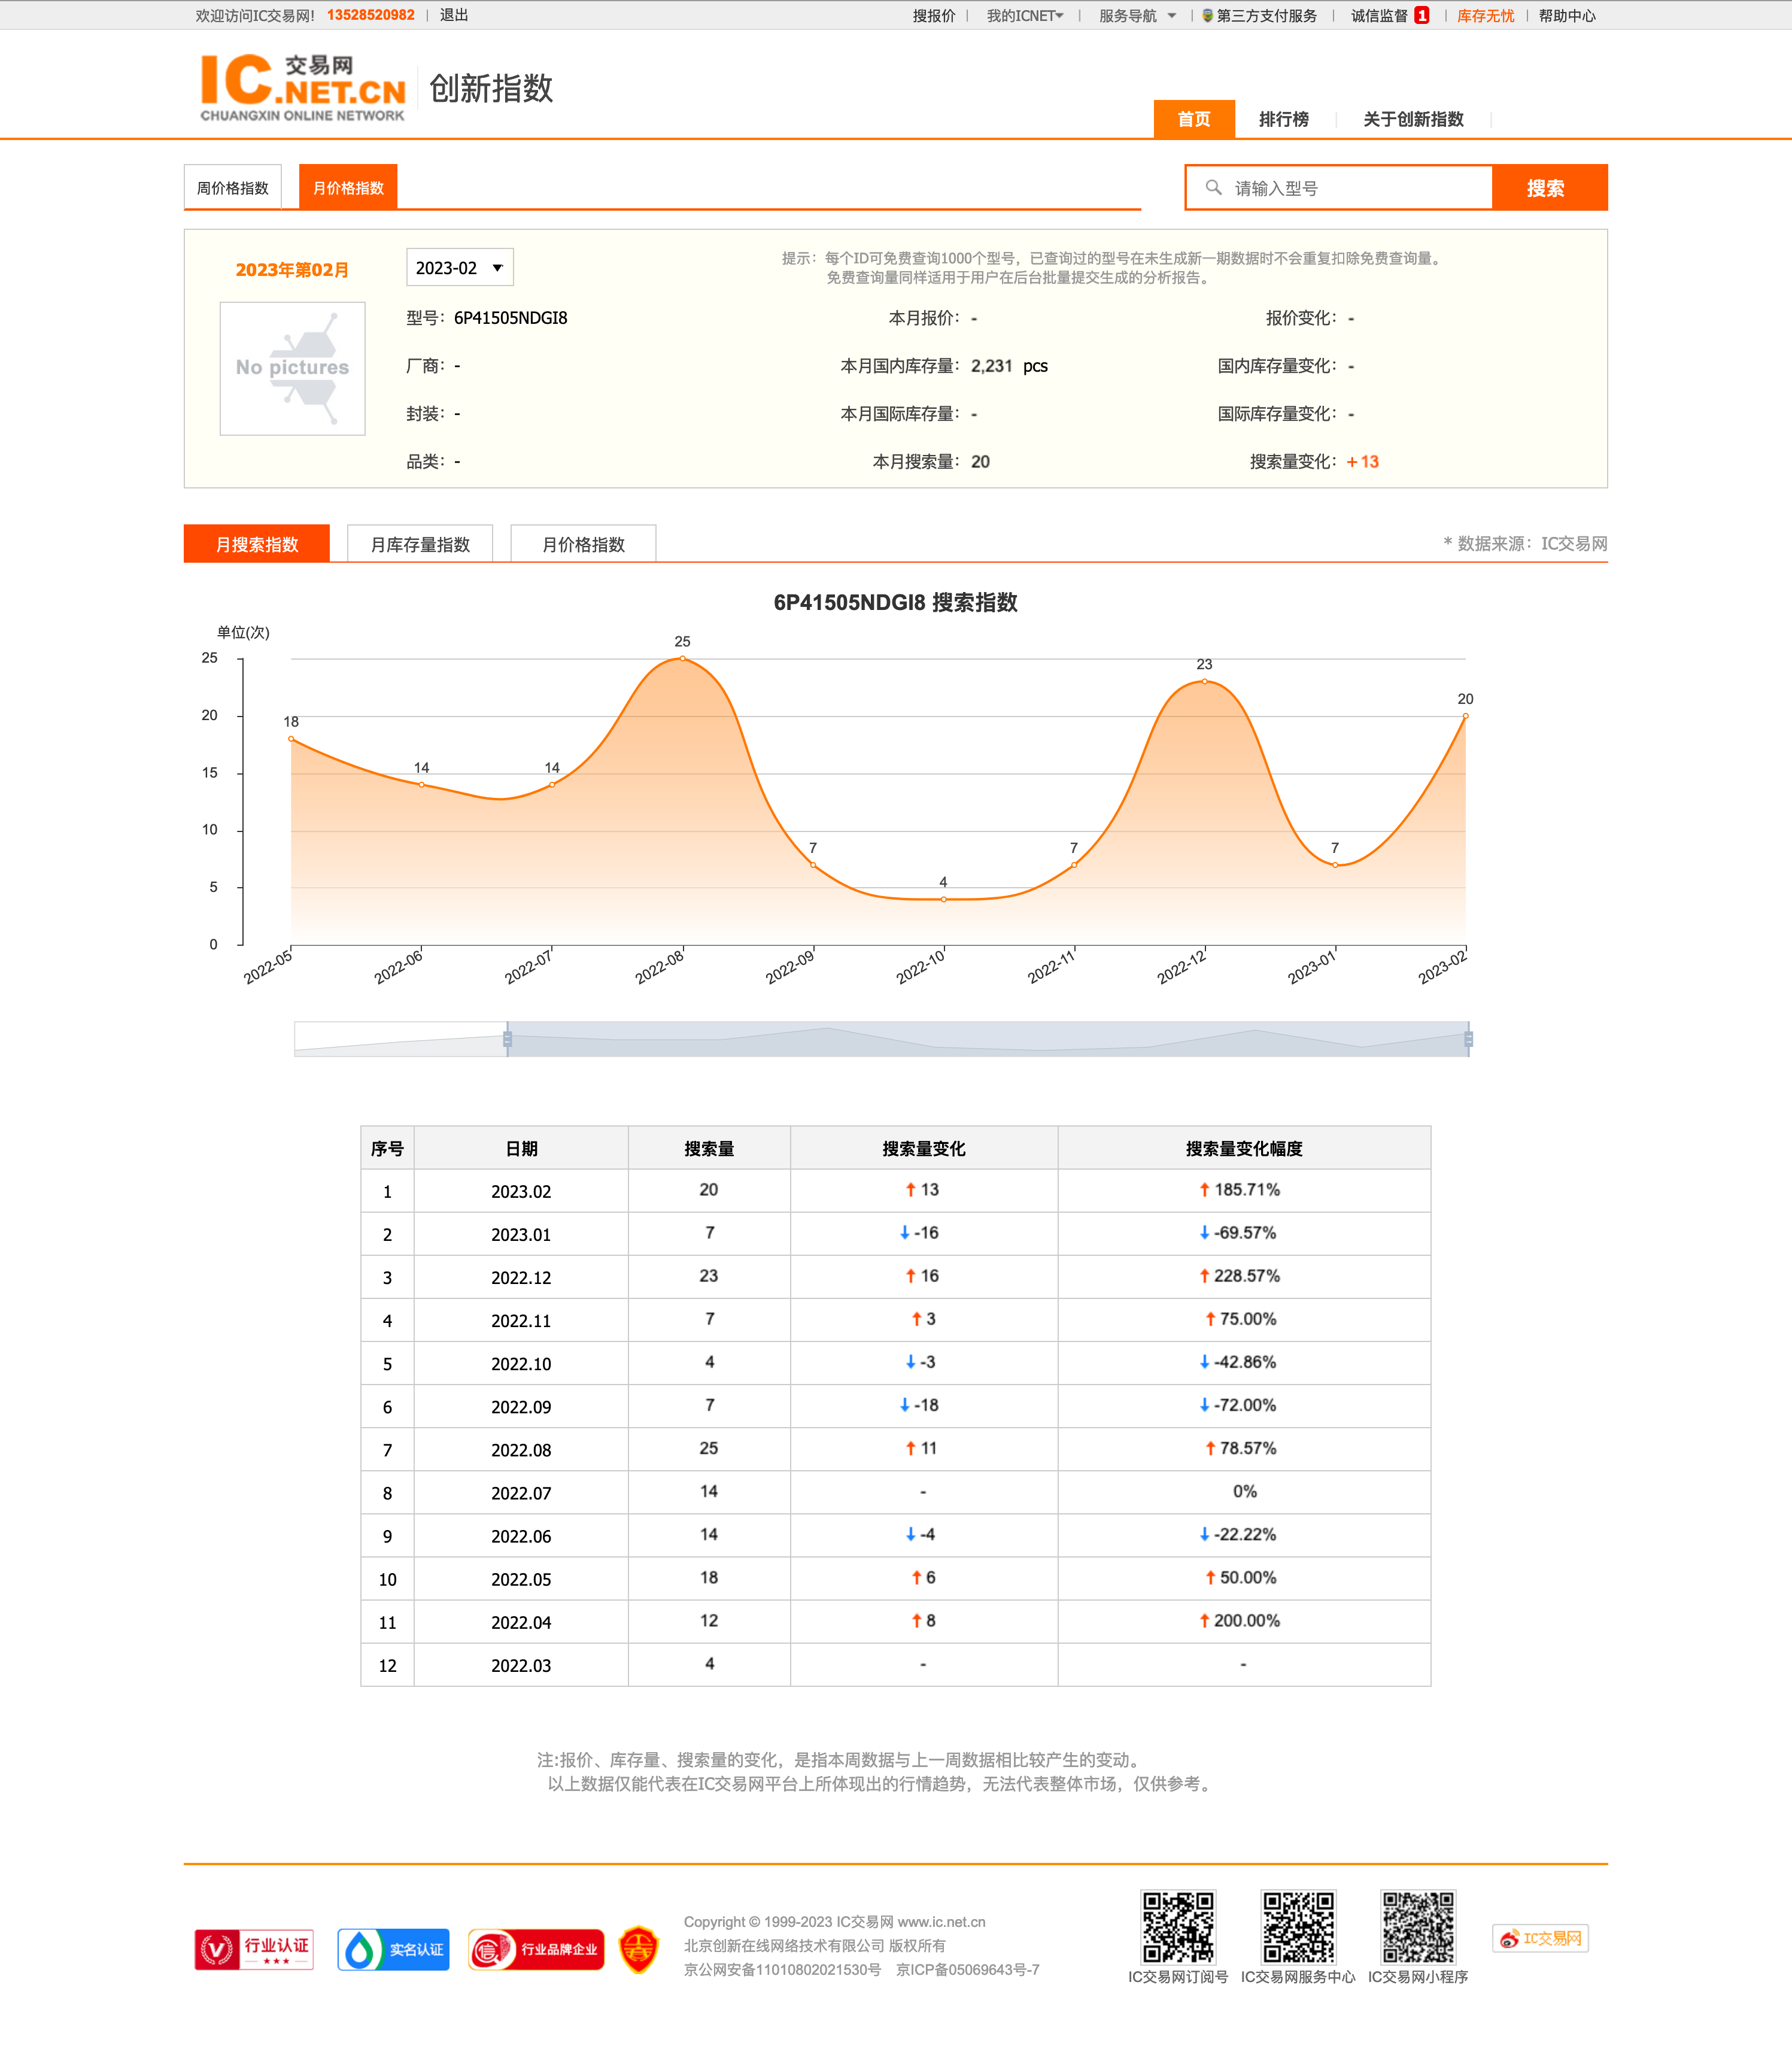 欢迎访问IC交易网! 13528520982 | 退出
搜报价 | 我的ICNET | 服务导航 | 第三方支付服务 | 诚信监督 1 | 库存无忧 | 帮助中心
IC交易网.NET.CN
CHUANGXIN ONLINE NETWORK
创新指数
首页 排行榜 关于创新指数
周价格指数 月价格指数
请输入型号 搜索
2023年第02月 2023-02
提示：每个ID可免费查询1000个型号，已查询过的型号在未生成新一期数据时不会重复扣除免费查询量。
免费查询量同样适用于用户在后台批量提交生成的分析报告。
No pictures
型号：6P41505NDGI8 本月报价：- 报价变化：-
厂商：- 本月国内库存量：2,231 pcs 国内库存量变化：-
封装：- 本月国际库存量：- 国际库存量变化：-
品类：- 本月搜索量：20 搜索量变化：+13
月搜索指数 月库存量指数 月价格指数 * 数据来源：IC交易网
6P41505NDGI8 搜索指数
单位(次)
25
20
15
10
5
0
18 14 14 25 7 4 7 23 7 20
2022-05 2022-06 2022-07 2022-08 2022-09 2022-10 2022-11 2022-12 2023-01 2023-02
序号 日期 搜索量 搜索量变化 搜索量变化幅度
1 2023.02 20 ↑ 13 ↑ 185.71%
2 2023.01 7 ↓ -16 ↓ -69.57%
3 2022.12 23 ↑ 16 ↑ 228.57%
4 2022.11 7 ↑ 3 ↑ 75.00%
5 2022.10 4 ↓ -3 ↓ -42.86%
6 2022.09 7 ↓ -18 ↓ -72.00%
7 2022.08 25 ↑ 11 ↑ 78.57%
8 2022.07 14 - 0%
9 2022.06 14 ↓ -4 ↓ -22.22%
10 2022.05 18 ↑ 6 ↑ 50.00%
11 2022.04 12 ↑ 8 ↑ 200.00%
12 2022.03 4 - -
注:报价、库存量、搜索量的变化，是指本周数据与上一周数据相比较产生的变动。
以上数据仅能代表在IC交易网平台上所体现出的行情趋势，无法代表整体市场，仅供参考。
行业认证 实名认证 信 行业品牌企业
Copyright © 1999-2023 IC交易网 www.ic.net.cn
北京创新在线网络技术有限公司 版权所有
京公网安备11010802021530号 京ICP备05069643号-7
IC交易网订阅号 IC交易网服务中心 IC交易网小程序
IC交易网